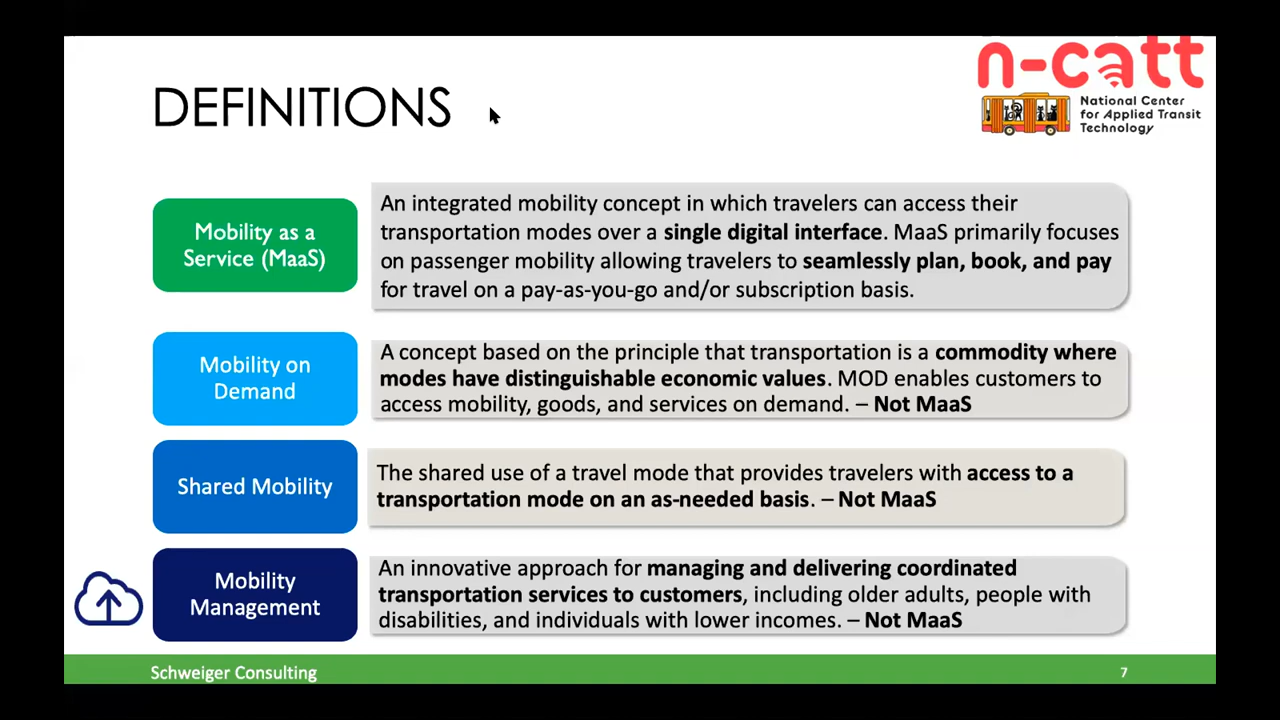 n-catt
DEFINITIONS
National Center
for Applied Transit
Technology
Mobility as a
Service (MaaS)
An integrated mobility concept in which travelers can access their
transportation modes over a single digital interface. MaaS primarily focuses
on passenger mobility allowing travelers to seamlessly plan, book, and pay
for travel on a pay-as-you-go and/or subscription basis.
Mobility on
Demand
A concept based on the principle that transportation is a commodity where
modes have distinguishable economic values. MOD enables customers to
access mobility, goods, and services on demand. – Not MaaS
Shared Mobility
The shared use of a travel mode that provides travelers with access to a
transportation mode on an as-needed basis. – Not MaaS
Mobility
Management
An innovative approach for managing and delivering coordinated
transportation services to customers, including older adults, people with
disabilities, and individuals with lower incomes. – Not MaaS
Schweiger Consulting
7